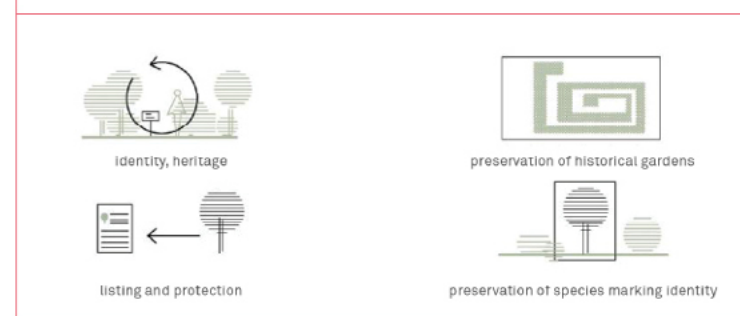 identity, heritage
preservation of historical gardens
listing and protection
preservation of species marking identity